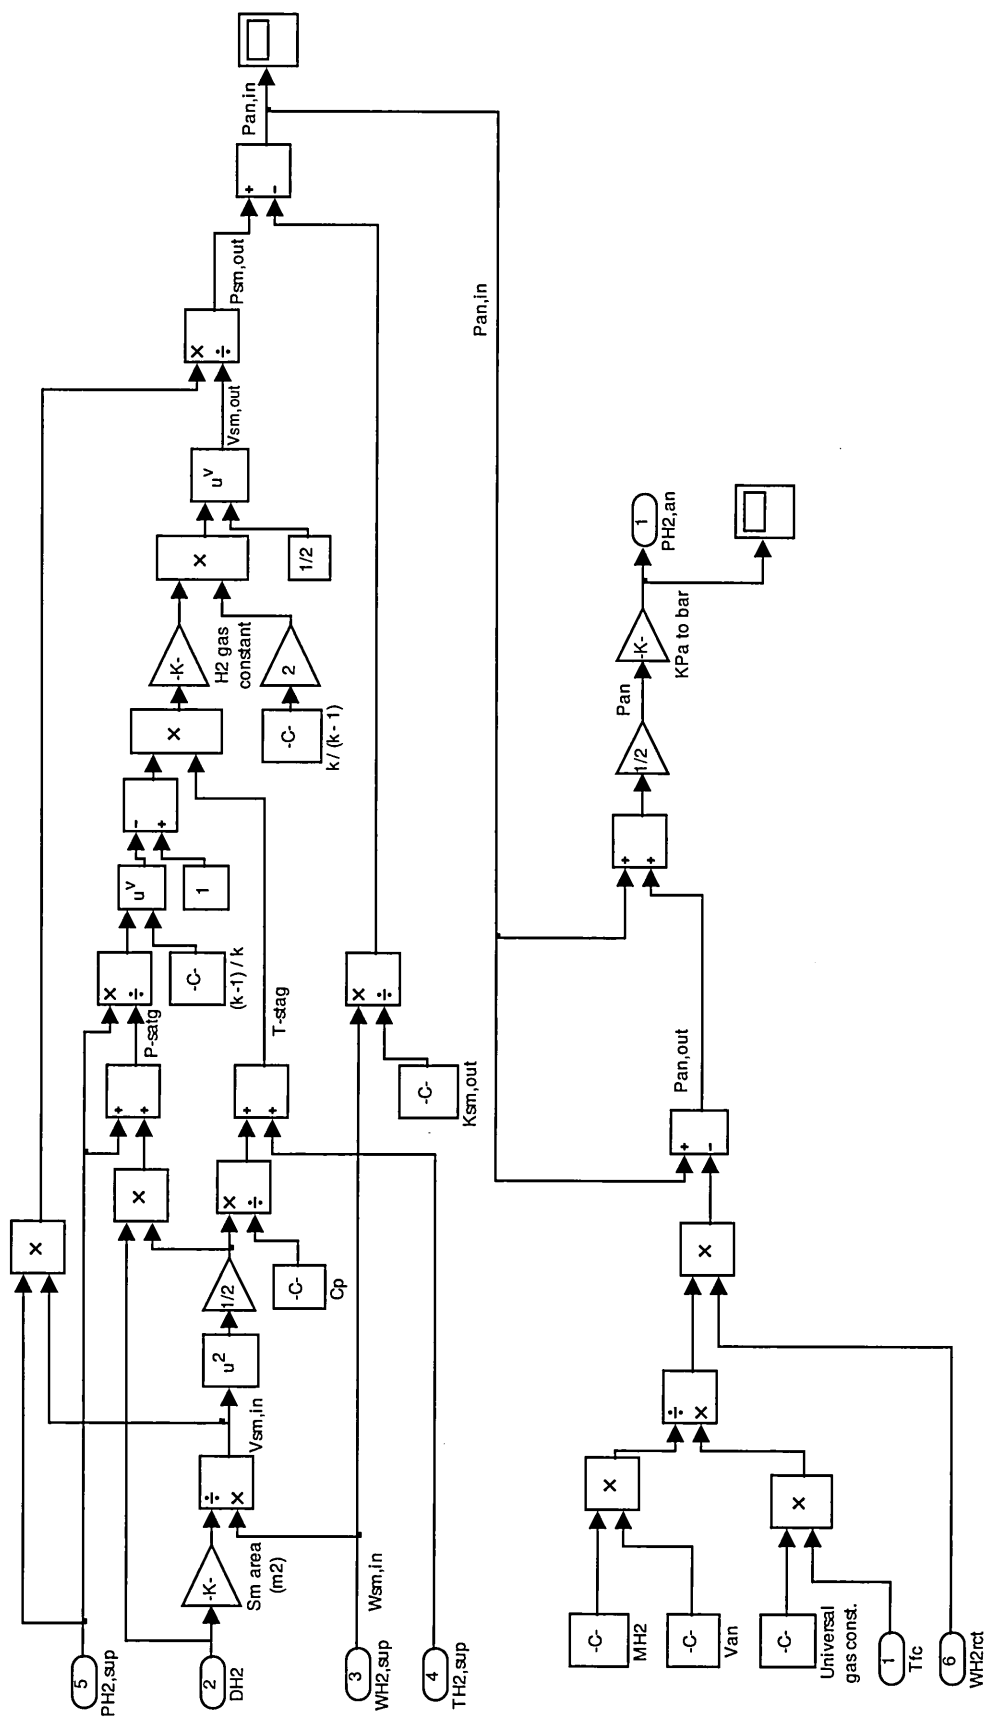 5
PH2,sup
×
2
DH2
-K-
Sm area
(m2)
÷
×
Vsm,in
u²
1/2
×
-C-
Cp
×
÷
+
+
P-satg
×
÷
-C-
(k-1) / k
u^v
1
-
+
×
-K-
H2 gas
constant
-C-
k / (k - 1)
2
×
1/2
u^v
Vsm,out
×
÷
Psm,out
+
-
Pan,in
+
+
T-stag
3
WH2,sup
Wsm,in
4
TH2,sup
-C-
Ksm,out
×
÷
Pan,in
-C-
MH2
-C-
Van
×
-C-
Universal
gas const.
1
Tfc
×
÷
×
6
WH2rct
×
+
-
Pan,out
+
+
1/2
Pan
-K-
KPa to bar
1
PH2,an